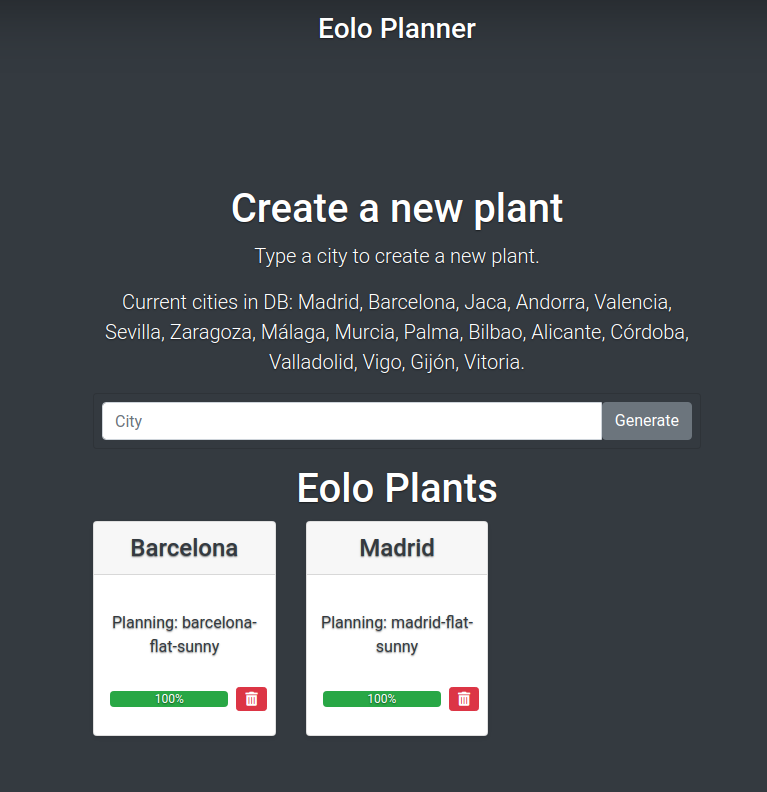 Eolo Planner
Create a new plant
Type a city to create a new plant.
Current cities in DB: Madrid, Barcelona, Jaca, Andorra, Valencia,
Sevilla, Zaragoza, Málaga, Murcia, Palma, Bilbao, Alicante, Córdoba,
Valladolid, Vigo, Gijón, Vitoria.
City
Generate
Eolo Plants
Barcelona
Planning: barcelona-
flat-sunny
100%
Madrid
Planning: madrid-flat-
sunny
100%